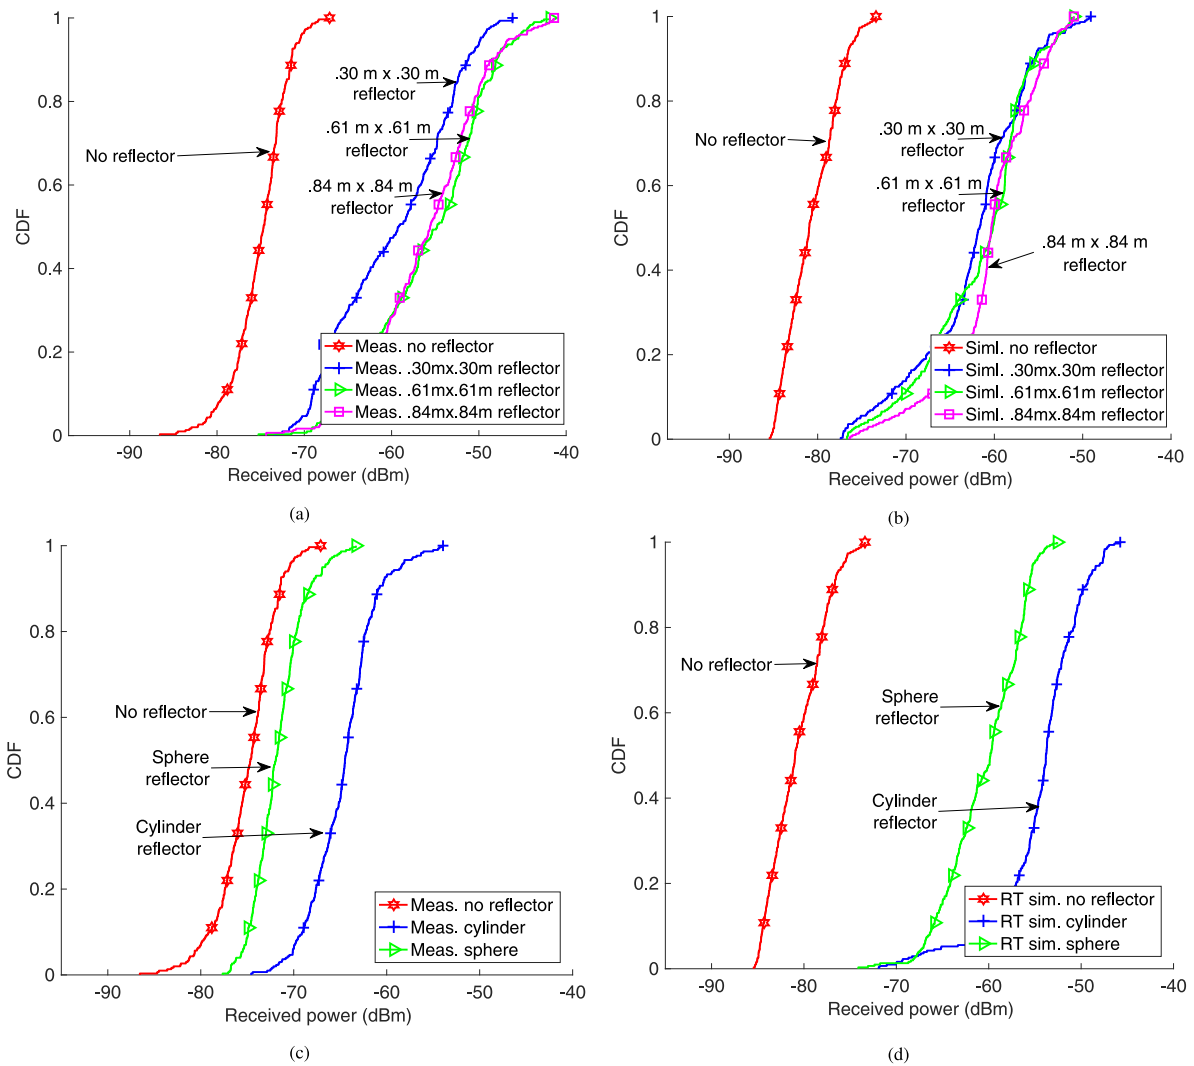 1
0.8
0.6
0.4
0.2
0
CDF
-90
-80
-70
-60
-50
-40
Received power (dBm)
No reflector
.30 m x .30 m
reflector
.61 m x .61 m
reflector
.84 m x .84 m
reflector
Meas. no reflector
Meas. .30mx.30m reflector
Meas. .61mx.61m reflector
Meas. .84mx.84m reflector
(a)
1
0.8
0.6
0.4
0.2
0
CDF
-90
-80
-70
-60
-50
-40
Received power (dBm)
No reflector
.30 m x .30 m
reflector
.61 m x .61 m
reflector
.84 m x .84 m
reflector
Siml. no reflector
Siml. .30mx.30m reflector
Siml. .61mx.61m reflector
Siml. .84mx.84m reflector
(b)
1
0.8
0.6
0.4
0.2
0
CDF
-90
-80
-70
-60
-50
-40
Received power (dBm)
No reflector
Sphere
reflector
Cylinder
reflector
Meas. no reflector
Meas. cylinder
Meas. sphere
(c)
1
0.8
0.6
0.4
0.2
0
CDF
-90
-80
-70
-60
-50
-40
Received power (dBm)
No reflector
Sphere
reflector
Cylinder
reflector
RT sim. no reflector
RT sim. cylinder
RT sim. sphere
(d)